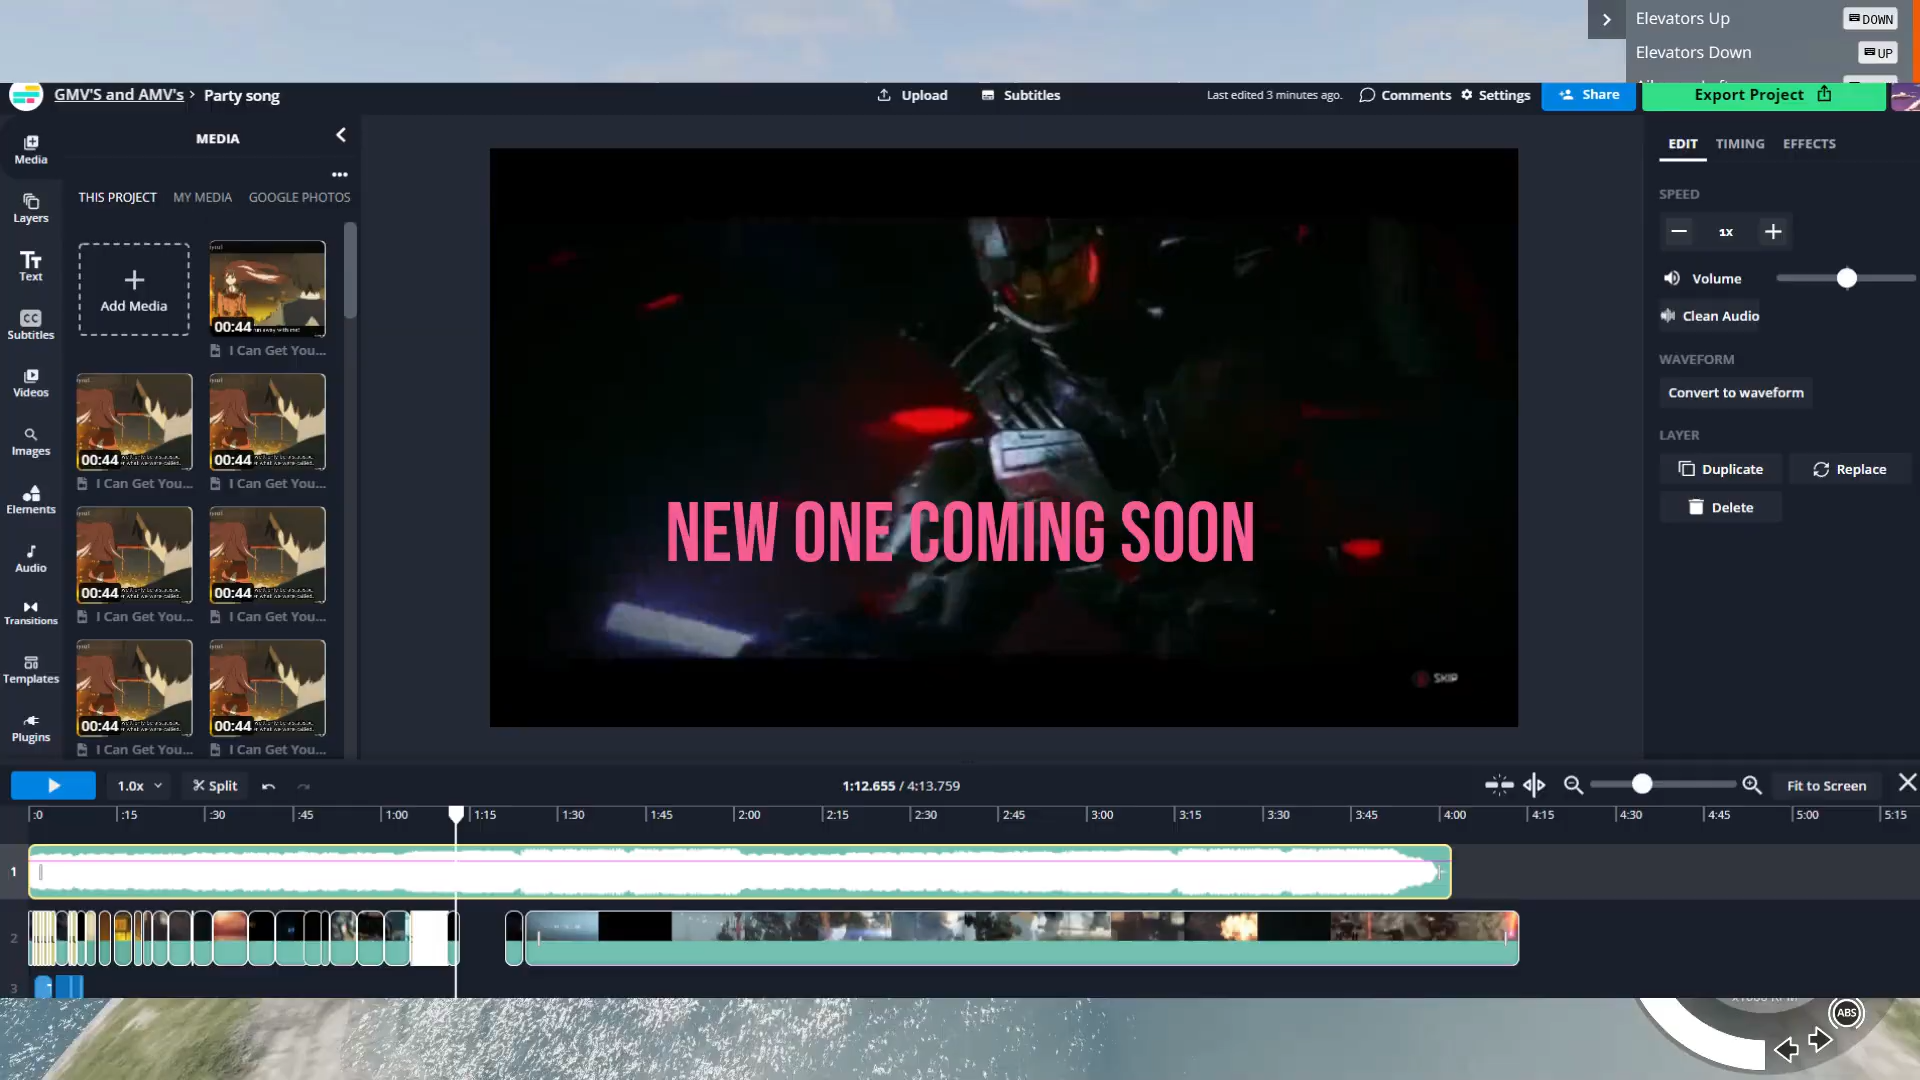 Elevators Up
DOWN
Elevators Down
UP
GMV'S and AMV's > Party song
Upload
Subtitles
Last edited 3 minutes ago.
Comments
Settings
Share
Export Project
Media
Layers
Text
CC
Subtitles
Videos
Images
Elements
Audio
Transitions
Templates
Plugins
MEDIA
THIS PROJECT
MY MEDIA
GOOGLE PHOTOS
Add Media
00:44
I Can Get You...
00:44
I Can Get You...
00:44
I Can Get You...
00:44
I Can Get You...
00:44
I Can Get You...
00:44
I Can Get You...
00:44
I Can Get You...
NEW ONE COMING SOON
SKIP
EDIT
TIMING
EFFECTS
SPEED
1x
Volume
Clean Audio
WAVEFORM
Convert to waveform
LAYER
Duplicate
Replace
Delete
1.0x
Split
1:12.655 / 4:13.759
Fit to Screen
:0
:15
:30
:45
1:00
1:15
1:30
1:45
2:00
2:15
2:30
2:45
3:00
3:15
3:30
3:45
4:00
4:15
4:30
4:45
5:00
5:15
1
2
3
ABS